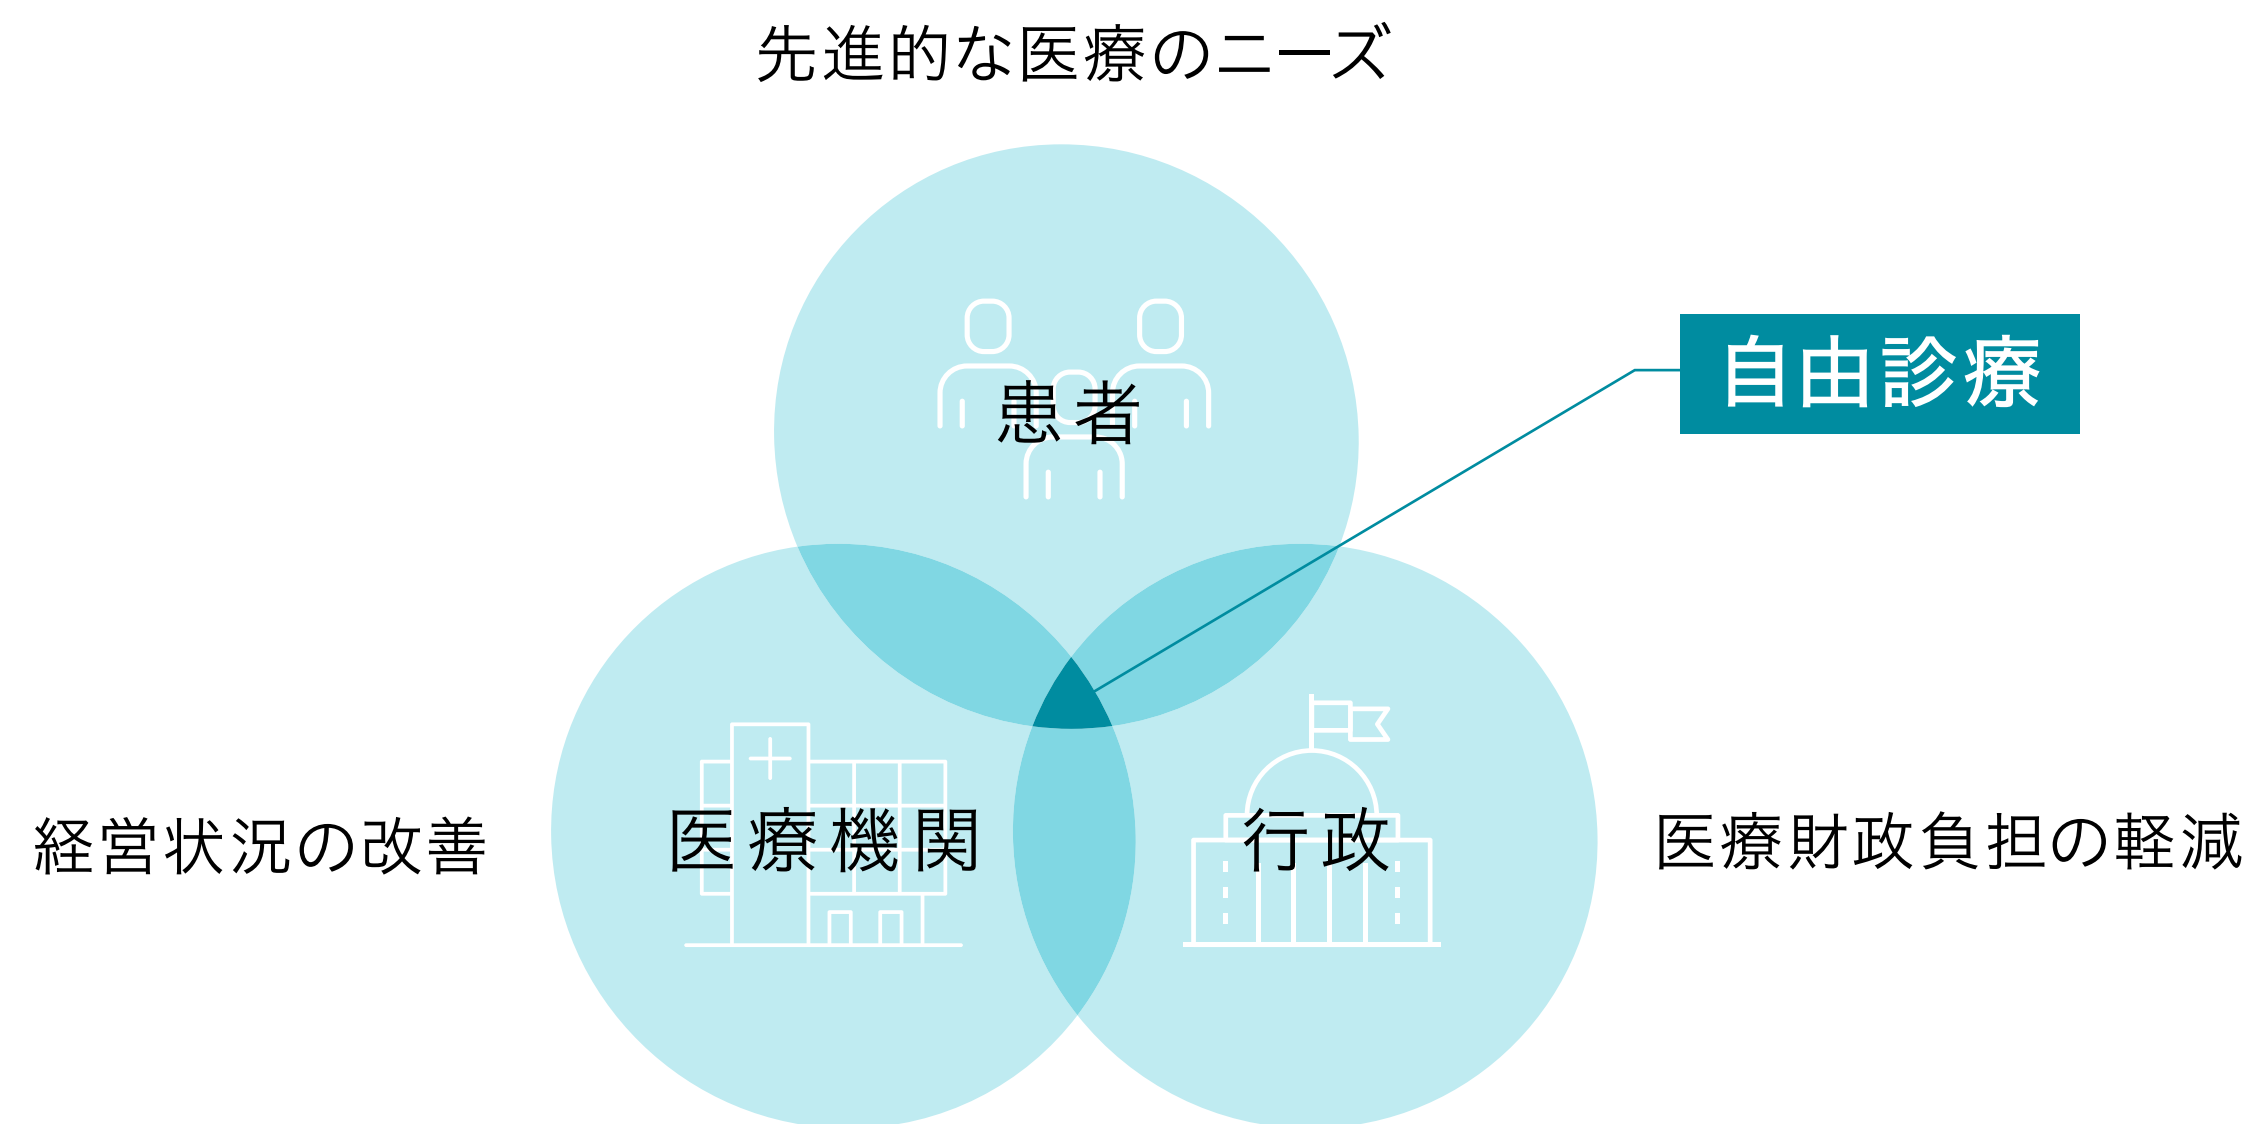 先進的な医療のニーズ
自由診療
患者
経営状況の改善
医療機関
行政
医療財政負担の軽減